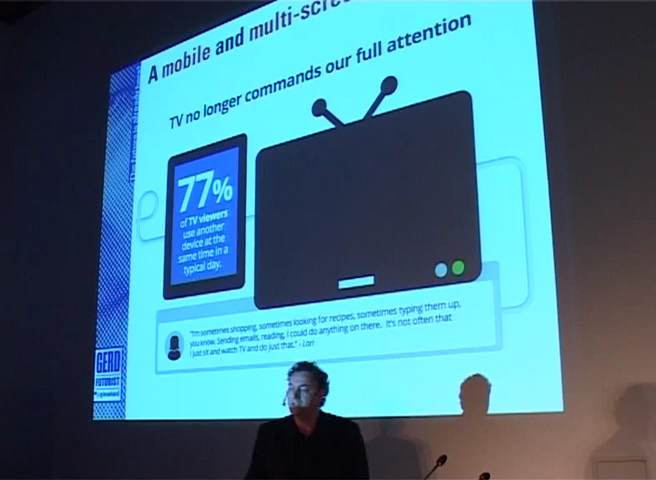 A mobile and multi-scre
TV no longer commands our full attention
77%
of TV viewers
use another
device at the
same time in a
typical day.
"I'm sometimes shopping, sometimes looking for recipes, sometimes typing them up,
you know. Sending emails, reading, I could do anything on there. It's not often that
I just sit and watch TV and do just that." - Lori
GERD
FUTURIST